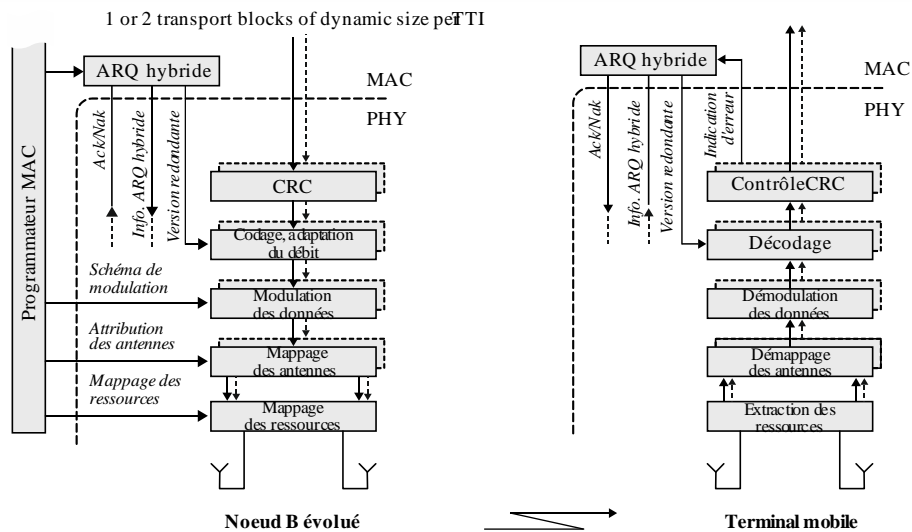 1 or 2 transport blocks of dynamic size per TTI
Programmateur MAC
ARQ hybride
MAC
PHY
Ack/Nak
Info. ARQ hybride
Version redondante
CRC
Codage, adaptation
du débit
Schéma de
modulation
Modulation
des données
Attribution
des antennes
Mappage
des antennes
Mappage des
ressources
Mappage
des ressources
Noeud B évolué
ARQ hybride
MAC
PHY
Ack/Nak
Info. ARQ hybride
Version redondante
Indication
d'erreur
ContrôleCRC
Décodage
Démodulation
des données
Démappage
des antennes
Extraction des
ressources
Terminal mobile